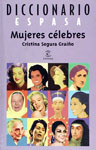 DICCIONARIO
ESPASA
Mujeres célebres
Cristina Segura Graíño